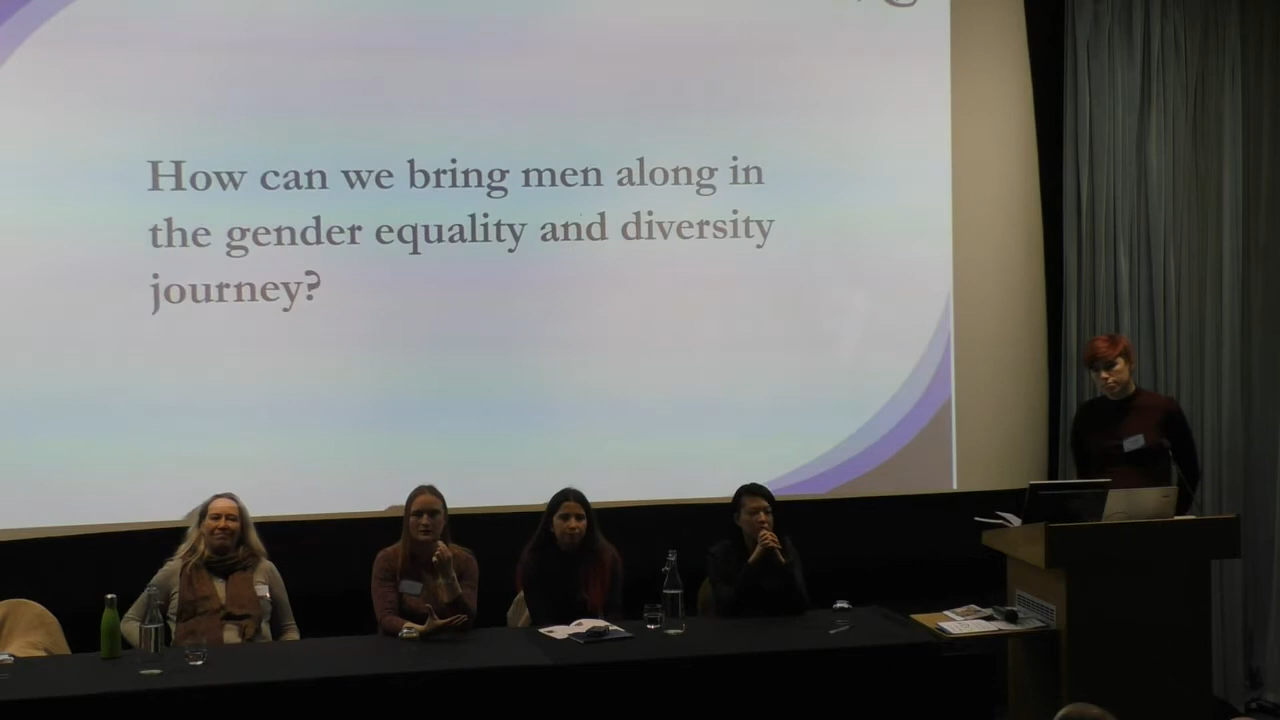 How can we bring men along in
the gender equality and diversity
journey?